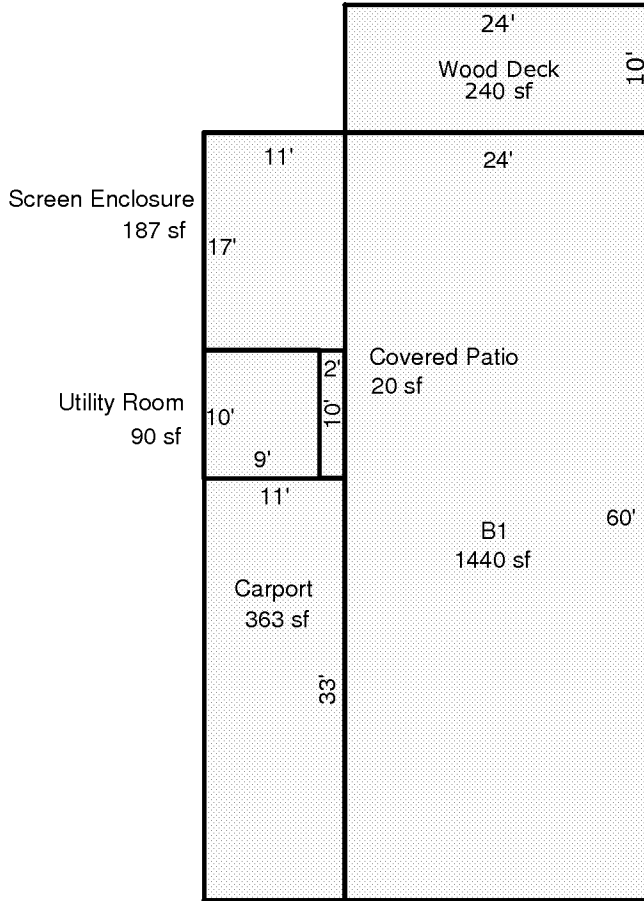 24'
Wood Deck
240 sf
10'
11'
24'
Screen Enclosure
187 sf
17'
Covered Patio
20 sf
2'
10'
Utility Room
90 sf
10'
9'
11'
60'
B1
1440 sf
Carport
363 sf
33'